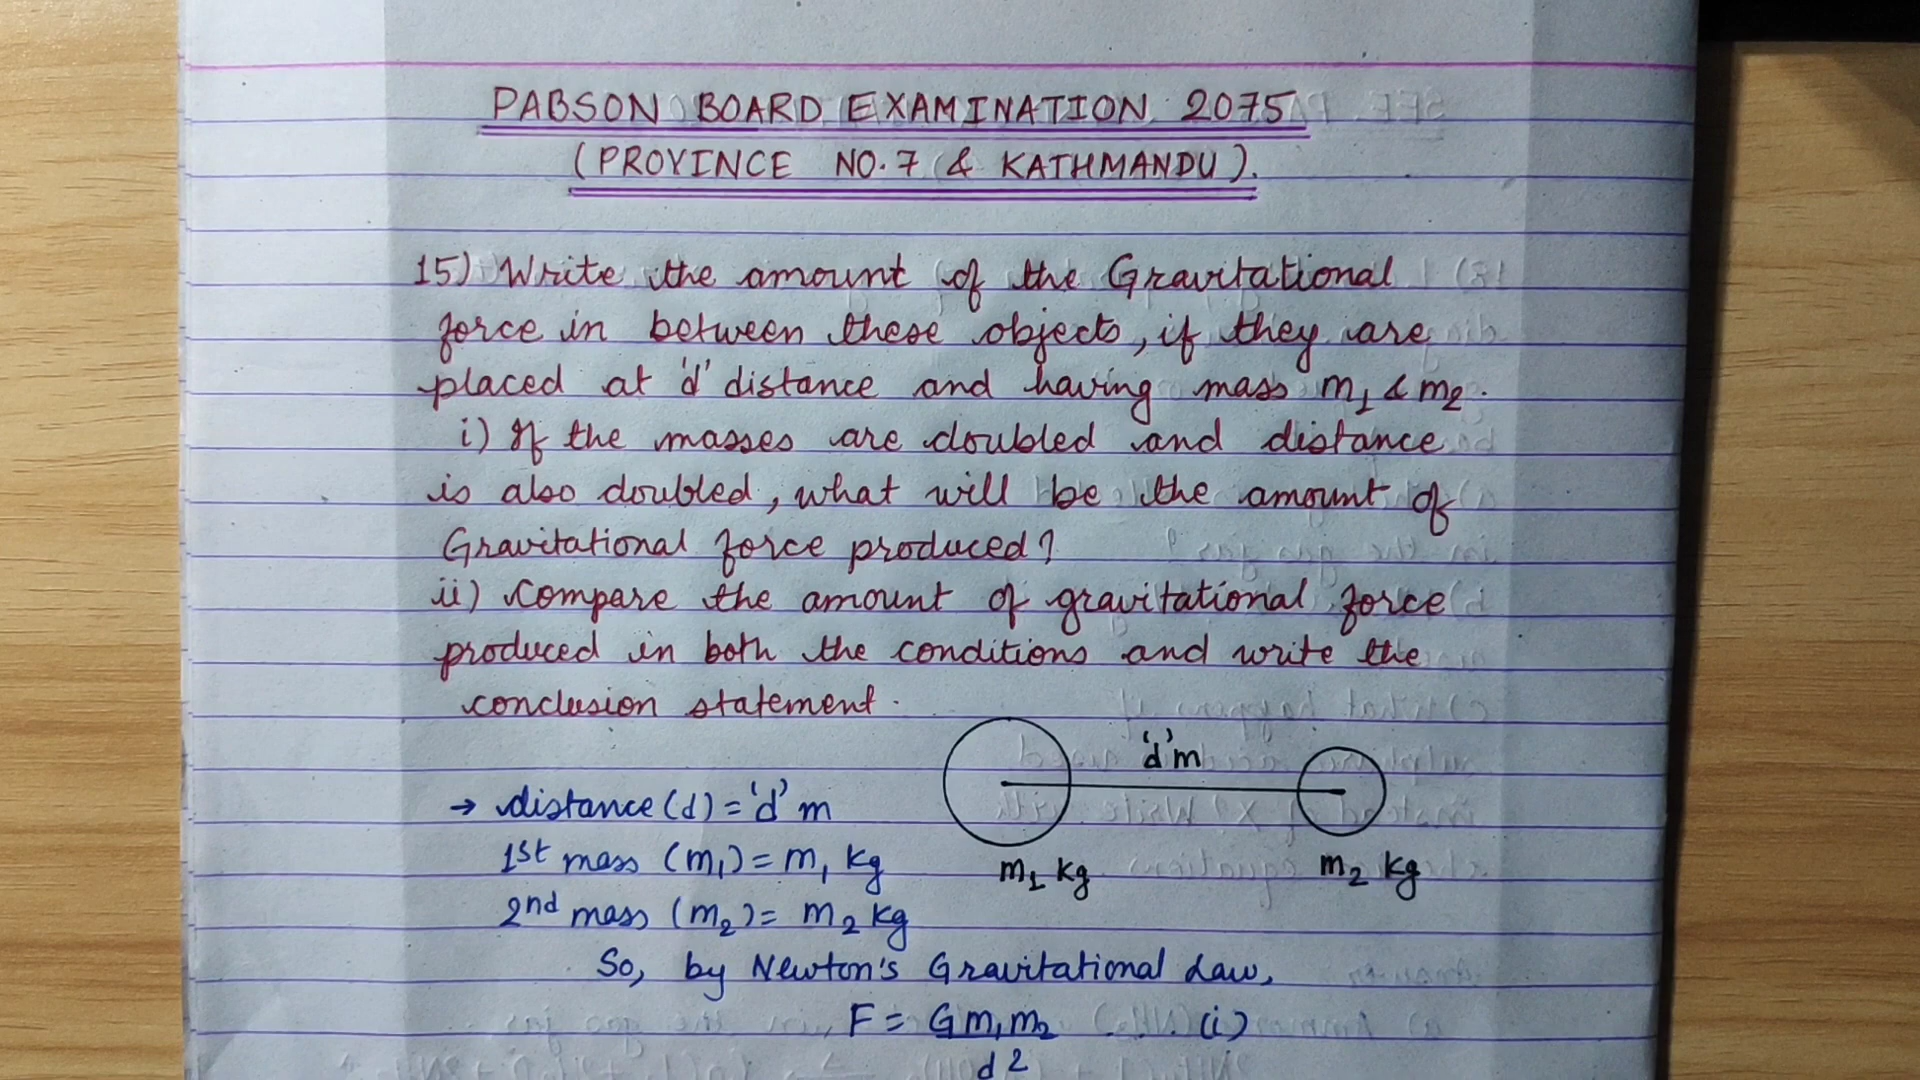 PABSON BOARD EXAMINATION 2075
(PROVINCE NO.7 & KATHMANDU).
15) Write the amount of the Gravitational
force in between these objects, if they are
placed at 'd' distance and having mass m₁ & m₂.
i) If the masses are doubled and distance
is also doubled, what will be the amount of
Gravitational force produced?
ii) Compare the amount of gravitational force
produced in both the conditions and write the
conclusion statement.
'd' m
→ distance (d) = 'd' m
1st mass (m₁) = m₁ kg
m₁ kg
m₂ kg
2nd mass (m₂) = m₂ kg
So, by Newton's Gravitational Law,
F = Gm₁m₂ ... (i)
d²